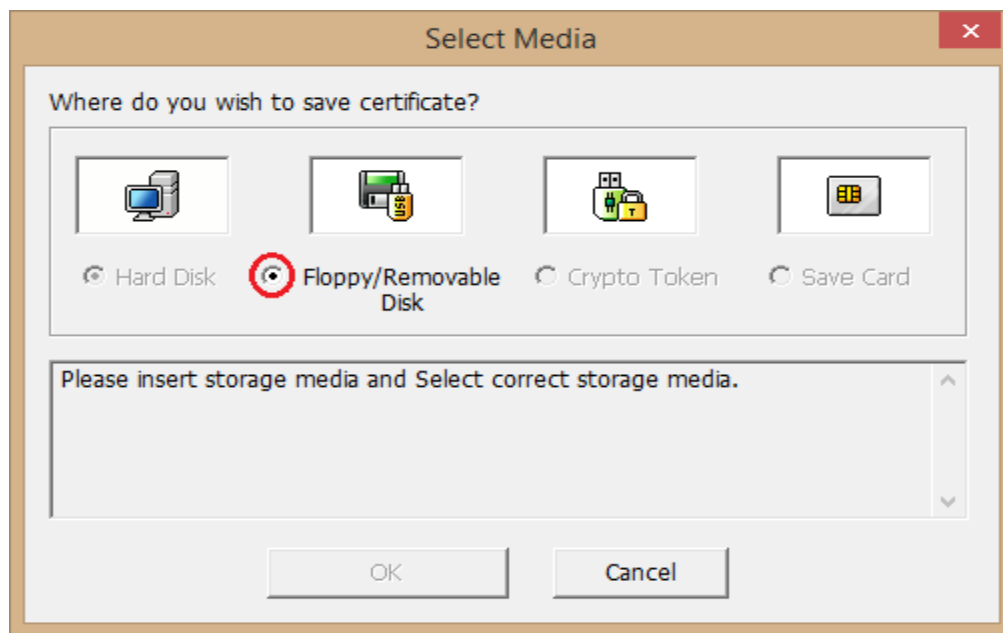 Select Media
Where do you wish to save certificate?
USB
T
Hard Disk
Floppy/Removable
Disk
Crypto Token
Save Card
Please insert storage media and Select correct storage media.
OK
Cancel